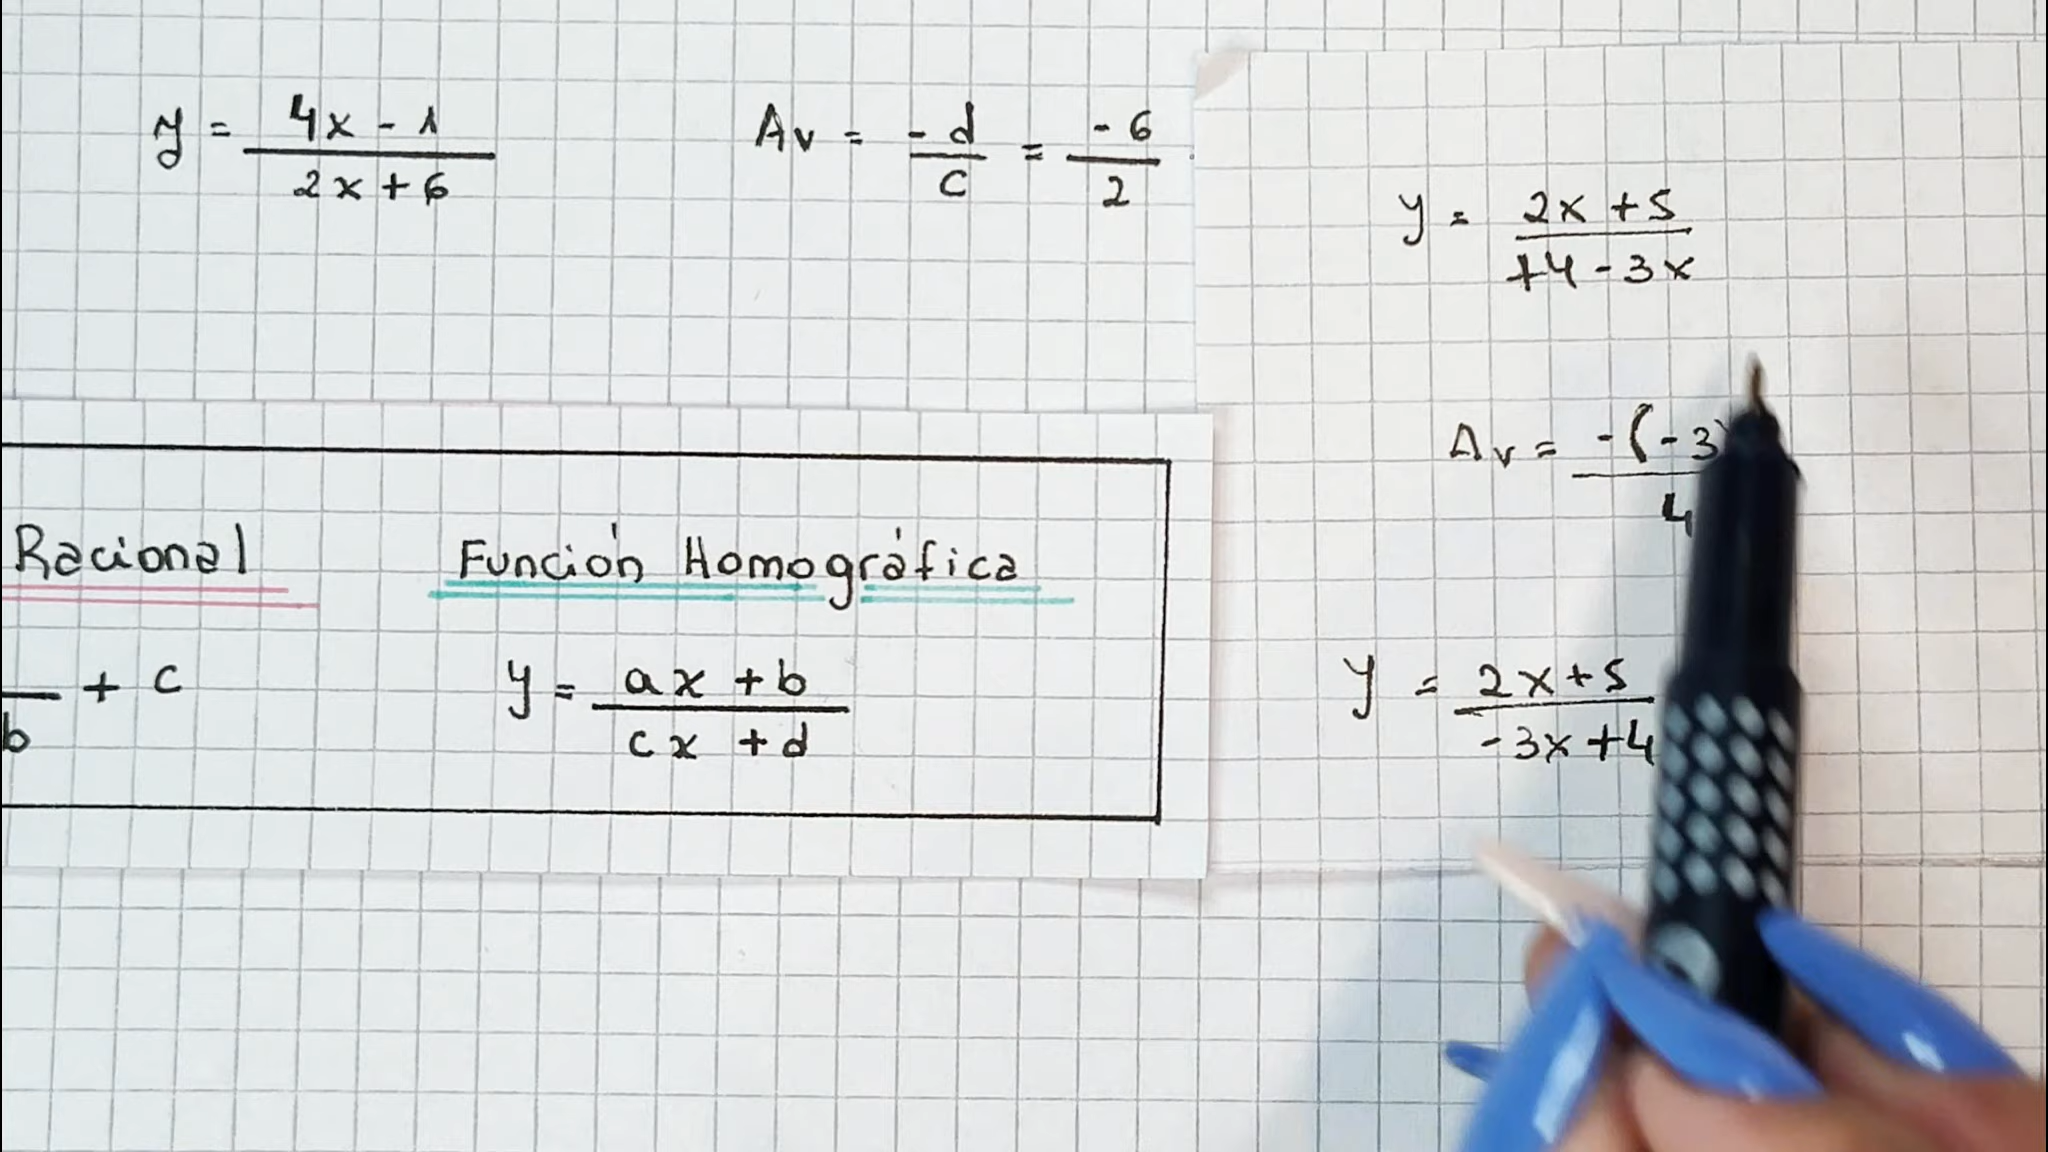 y = 4x - 1 / 2x + 6
Av = - d / c = - 6 / 2
Racional
+ c
b
Función Homográfica
y = ax + b / cx + d
y = 2x + 5 / +4 - 3x
Av = -(-3) / 4
y = 2x + 5 / -3x + 4